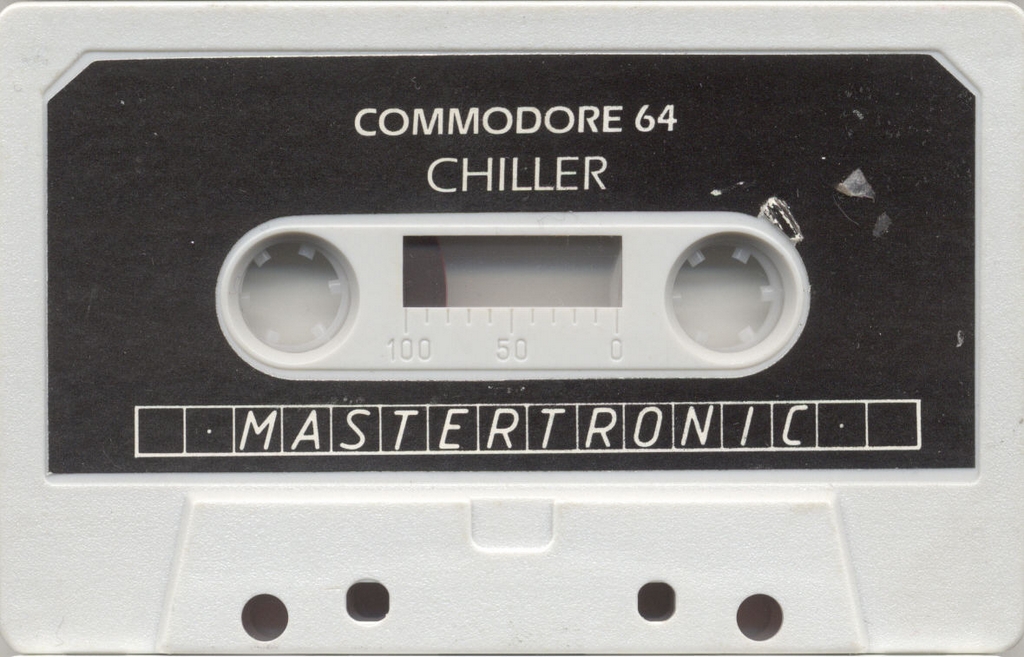 COMMODORE 64
CHILLER
100 50 0
· MASTERTRONIC ·